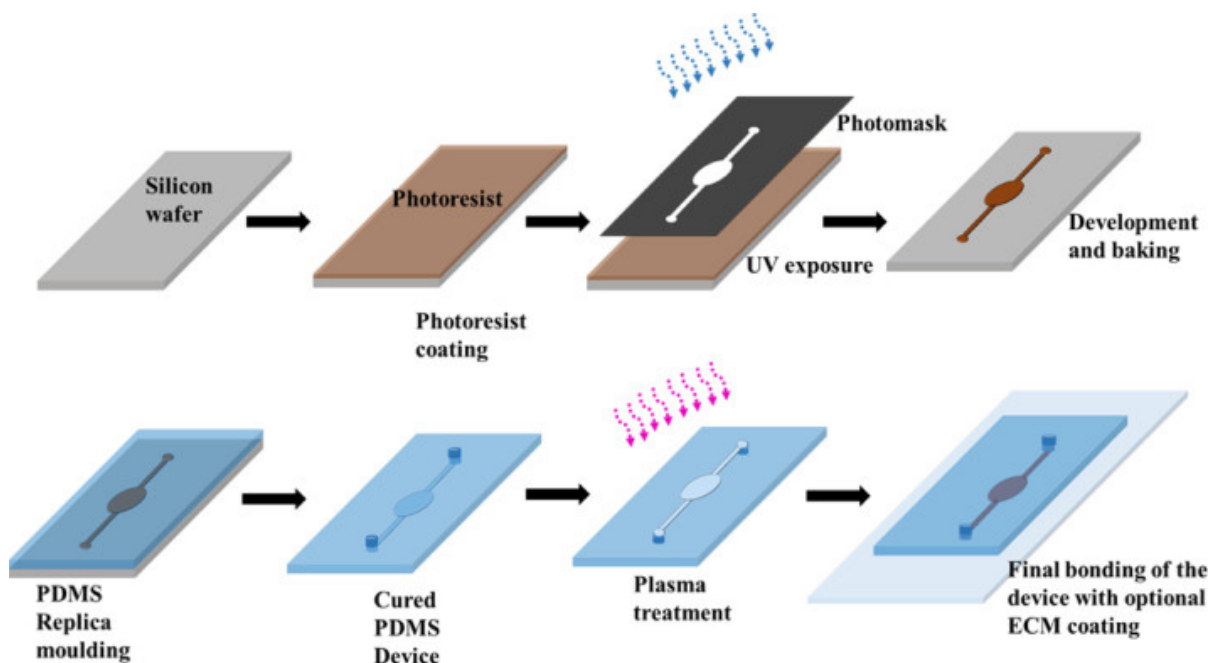 Silicon
wafer
Photoresist
Photoresist
coating
Photomask
UV exposure
Development
and baking
PDMS
Replica
moulding
Cured
PDMS
Device
Plasma
treatment
Final bonding of the
device with optional
ECM coating